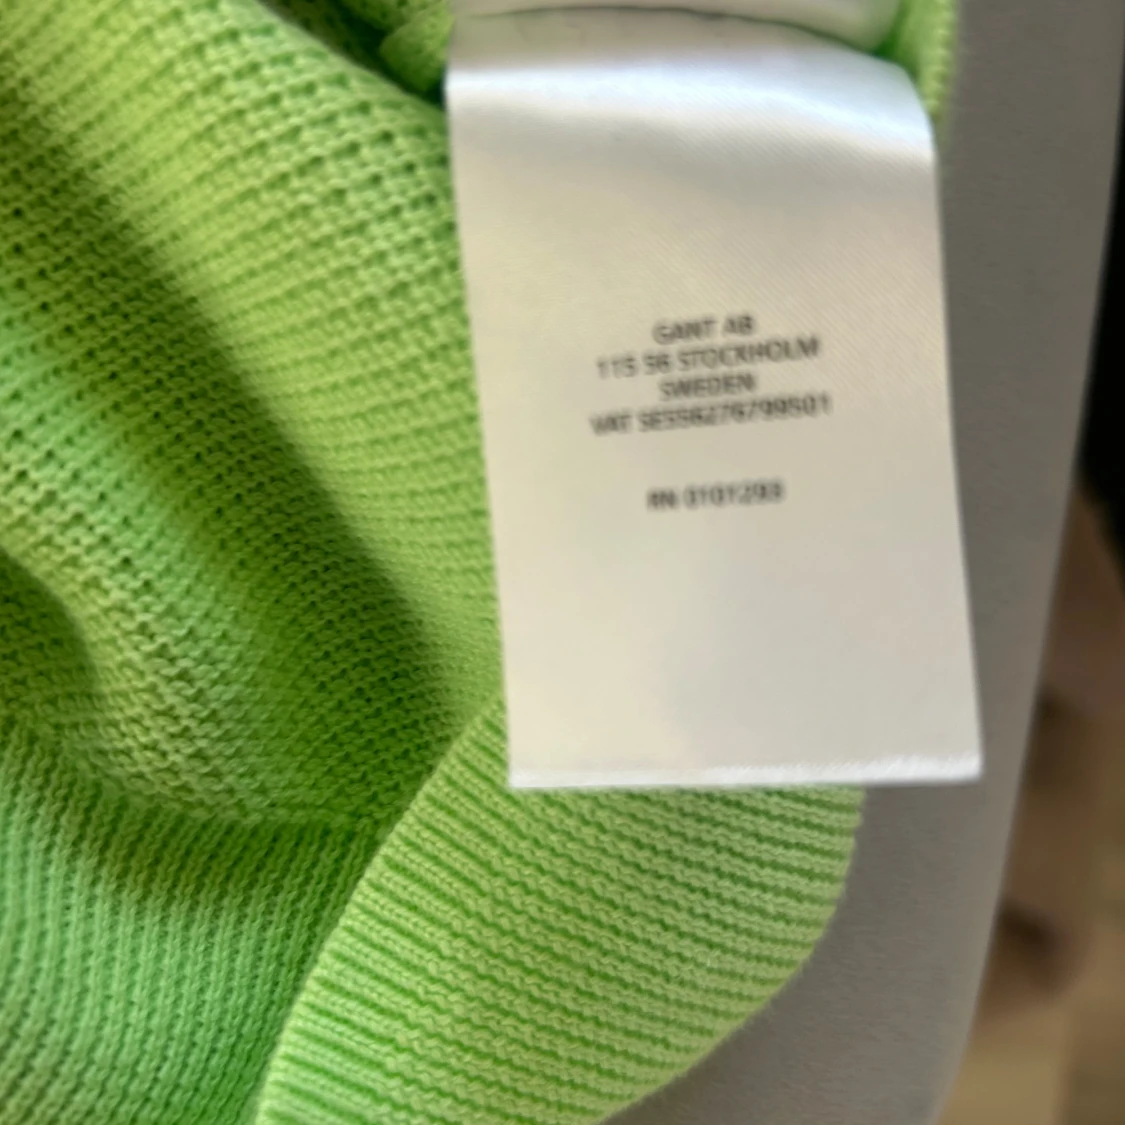 GANT AB
115 56 STOCKHOLM
SWEDEN
VAT SE556276799501
RN 0101293